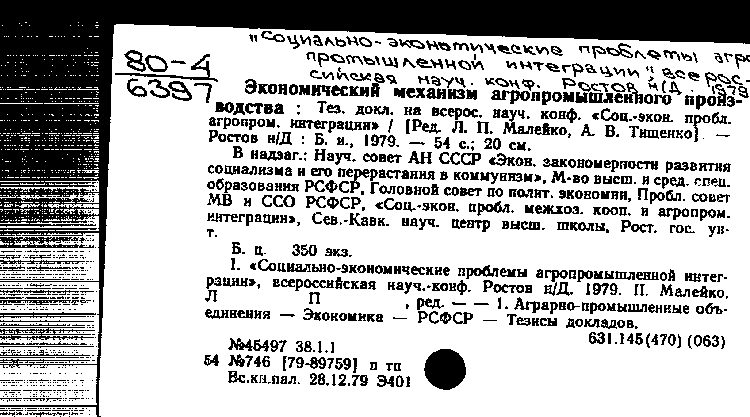 "Социально-экономические проблемы агро
промышленной интеграции", всерос-
сийская науч. конф. Ростов н/Д. 1979
80-4
6397
Экономический механизм агропромышленного произ-
водства : Тез. докл. на всерос. науч. конф. «Соц.-экон. пробл.
агропром. интеграции» / [Ред. Л. П. Малейко, А. В. Тищенко]. —
Ростов н/Д : Б. и., 1979. — 54 с.; 20 см.
В надзаг.: Науч. совет АН СССР «Экон. закономерности развития
социализма и его перерастания в коммунизм», М-во высш. и сред. спец.
образования РСФСР, Головной совет по полит. экономии, Пробл. совет
МВ и ССО РСФСР, «Соц.-экон. пробл. межхоз. кооп. и агропром.
интеграции», Сев.-Кавк. науч. центр высш. школы, Рост. гос. ун-
т.
Б. ц. 350 экз.
1. «Социально-экономические проблемы агропромышленной интег-
рации», всероссийская науч.-конф. Ростов н/Д. 1979. II. Малейко,
Л П , ред. — — 1. Аграрно-промышленные объ-
единения — Экономика — РСФСР — Тезисы докладов.
631.145(470) (063)
№45497 38.1.1
54 №746 [79-89759] п тп
Вс.кн.пал. 28.12.79 Э401